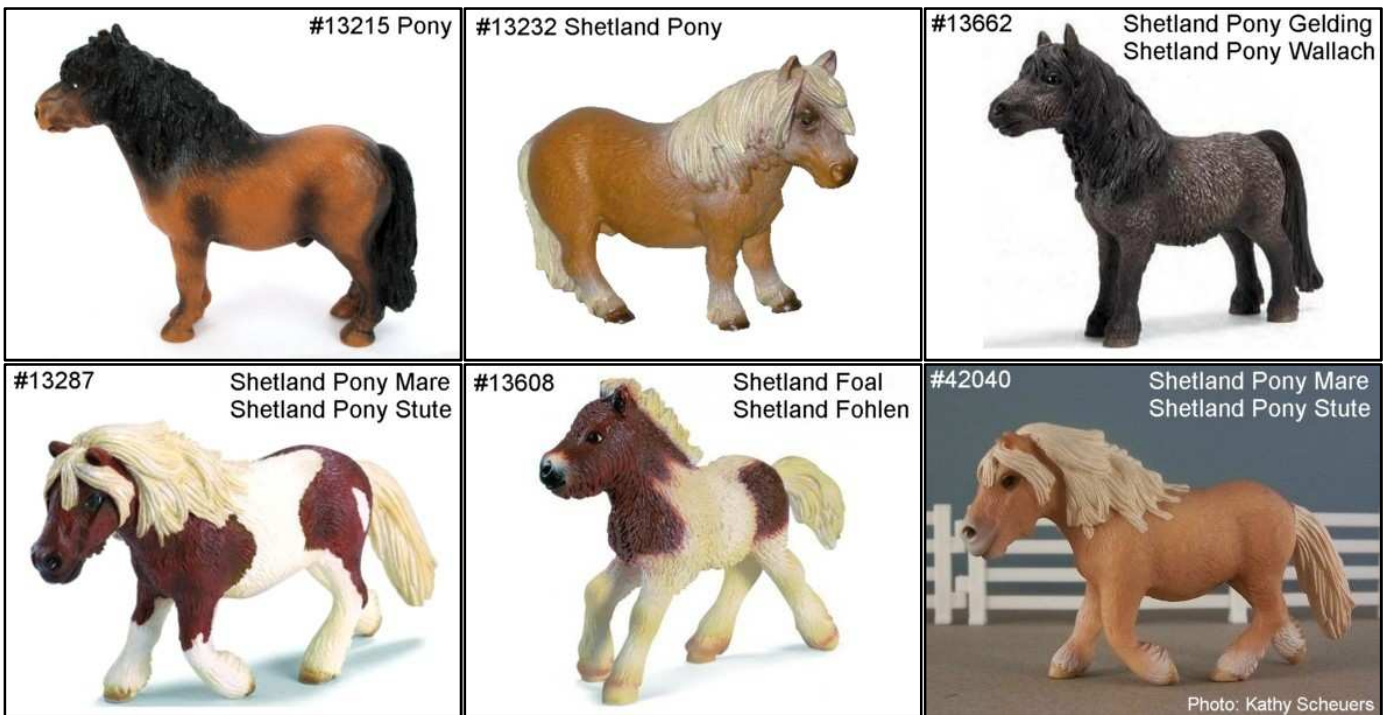 #13215 Pony
#13232 Shetland Pony
#13662
Shetland Pony Gelding
Shetland Pony Wallach
#13287
Shetland Pony Mare
Shetland Pony Stute
#13608
Shetland Foal
Shetland Fohlen
#42040
Shetland Pony Mare
Shetland Pony Stute
Photo: Kathy Scheuers